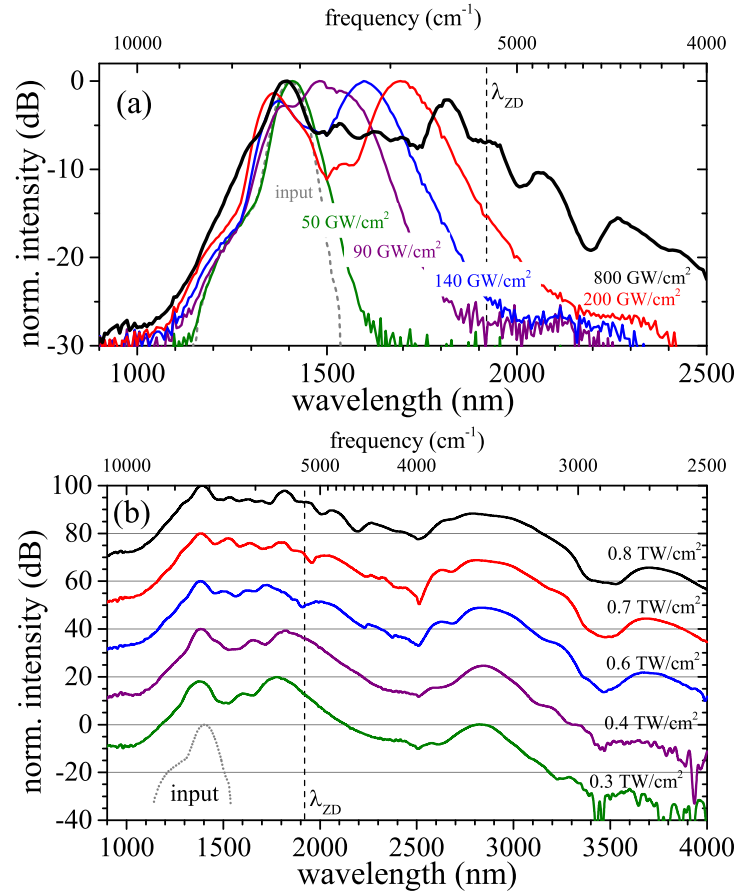 frequency (cm-1)
10000 5000 4000
(a)
λZD
input
50 GW/cm2
90 GW/cm2
140 GW/cm2
800 GW/cm2
200 GW/cm2
norm. intensity (dB)
0
-10
-20
-30
1000 1500 2000 2500
wavelength (nm)
frequency (cm-1)
10000 5000 4000 3000 2500
(b)
0.8 TW/cm2
0.7 TW/cm2
0.6 TW/cm2
0.4 TW/cm2
0.3 TW/cm2
input
λZD
norm. intensity (dB)
100
80
60
40
20
0
-20
-40
1000 1500 2000 2500 3000 3500 4000
wavelength (nm)